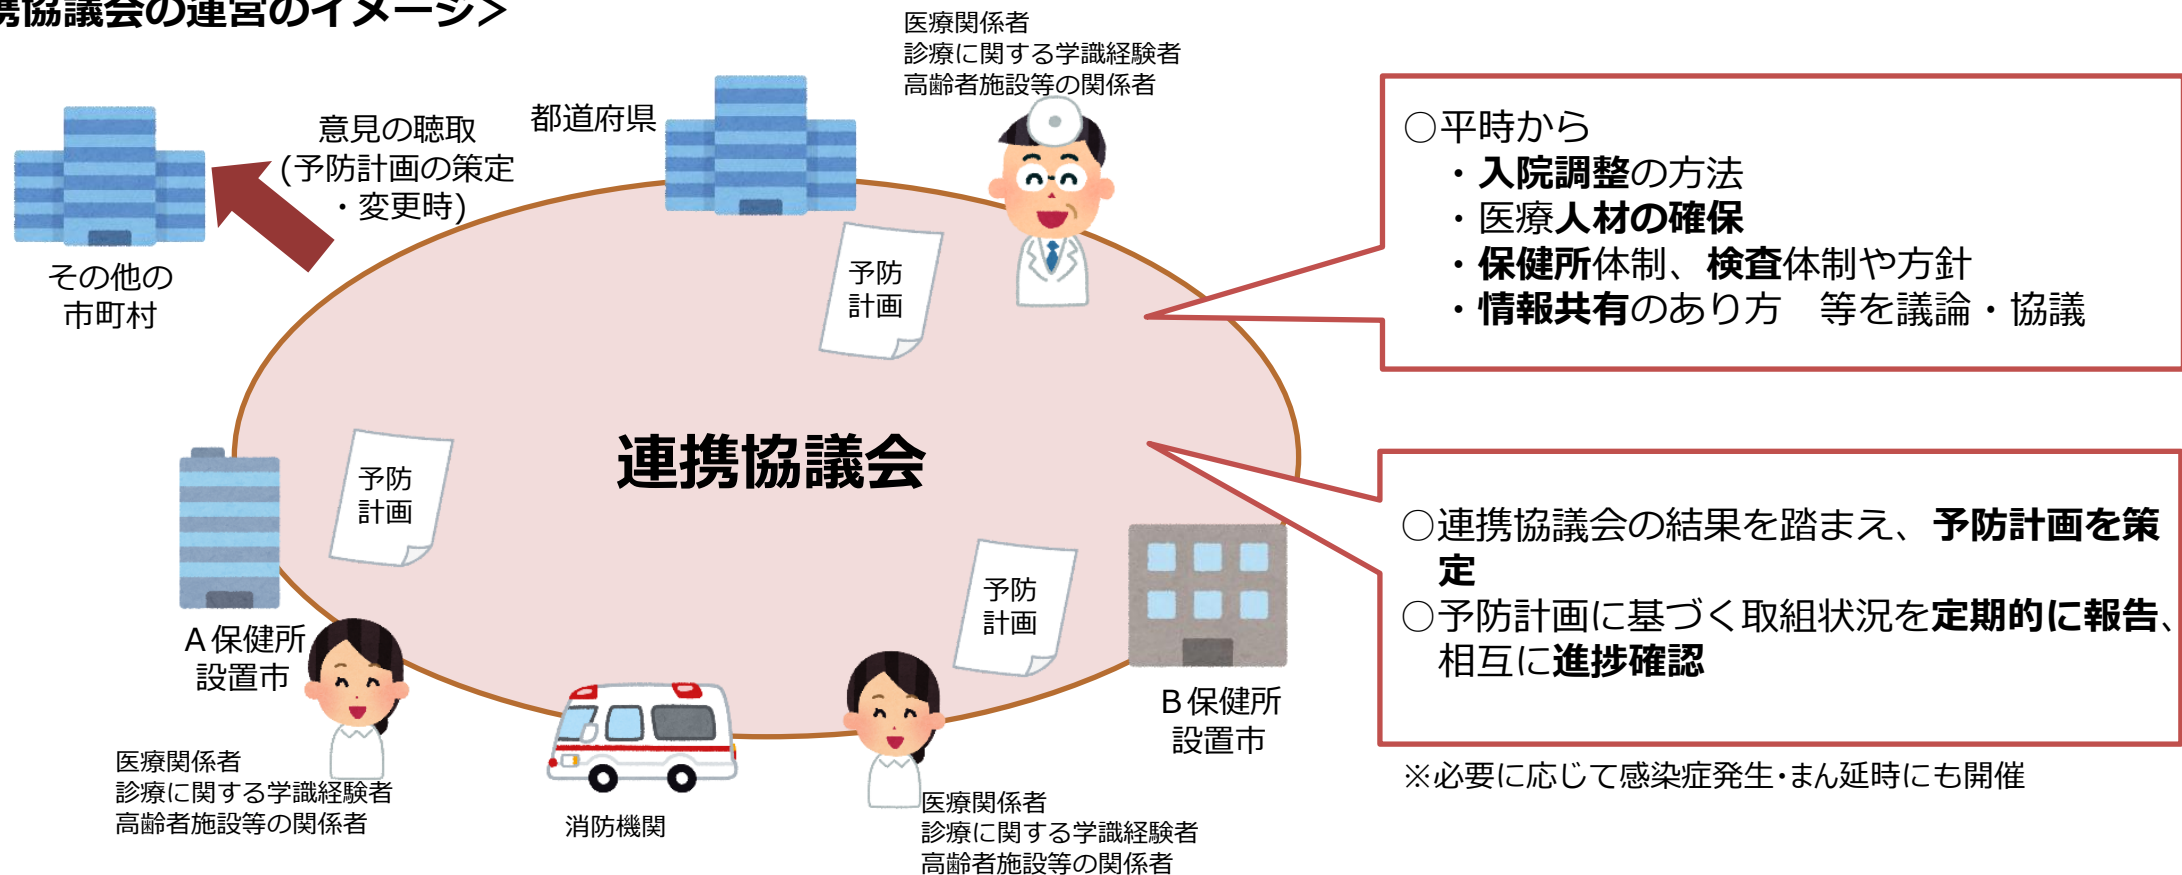 携協議会の運営のイメージ＞
医療関係者
診療に関する学識経験者
高齢者施設等の関係者
都道府県
意見の聴取
(予防計画の策定
・変更時)
その他の
市町村
予防
計画
○平時から
・入院調整の方法
・医療人材の確保
・保健所体制、検査体制や方針
・情報共有のあり方　等を議論・協議
連携協議会
予防
計画
予防
計画
○連携協議会の結果を踏まえ、予防計画を策
定
○予防計画に基づく取組状況を定期的に報告、
相互に進捗確認
※必要に応じて感染症発生・まん延時にも開催
Ａ保健所
設置市
Ｂ保健所
設置市
医療関係者
診療に関する学識経験者
高齢者施設等の関係者
消防機関
医療関係者
診療に関する学識経験者
高齢者施設等の関係者